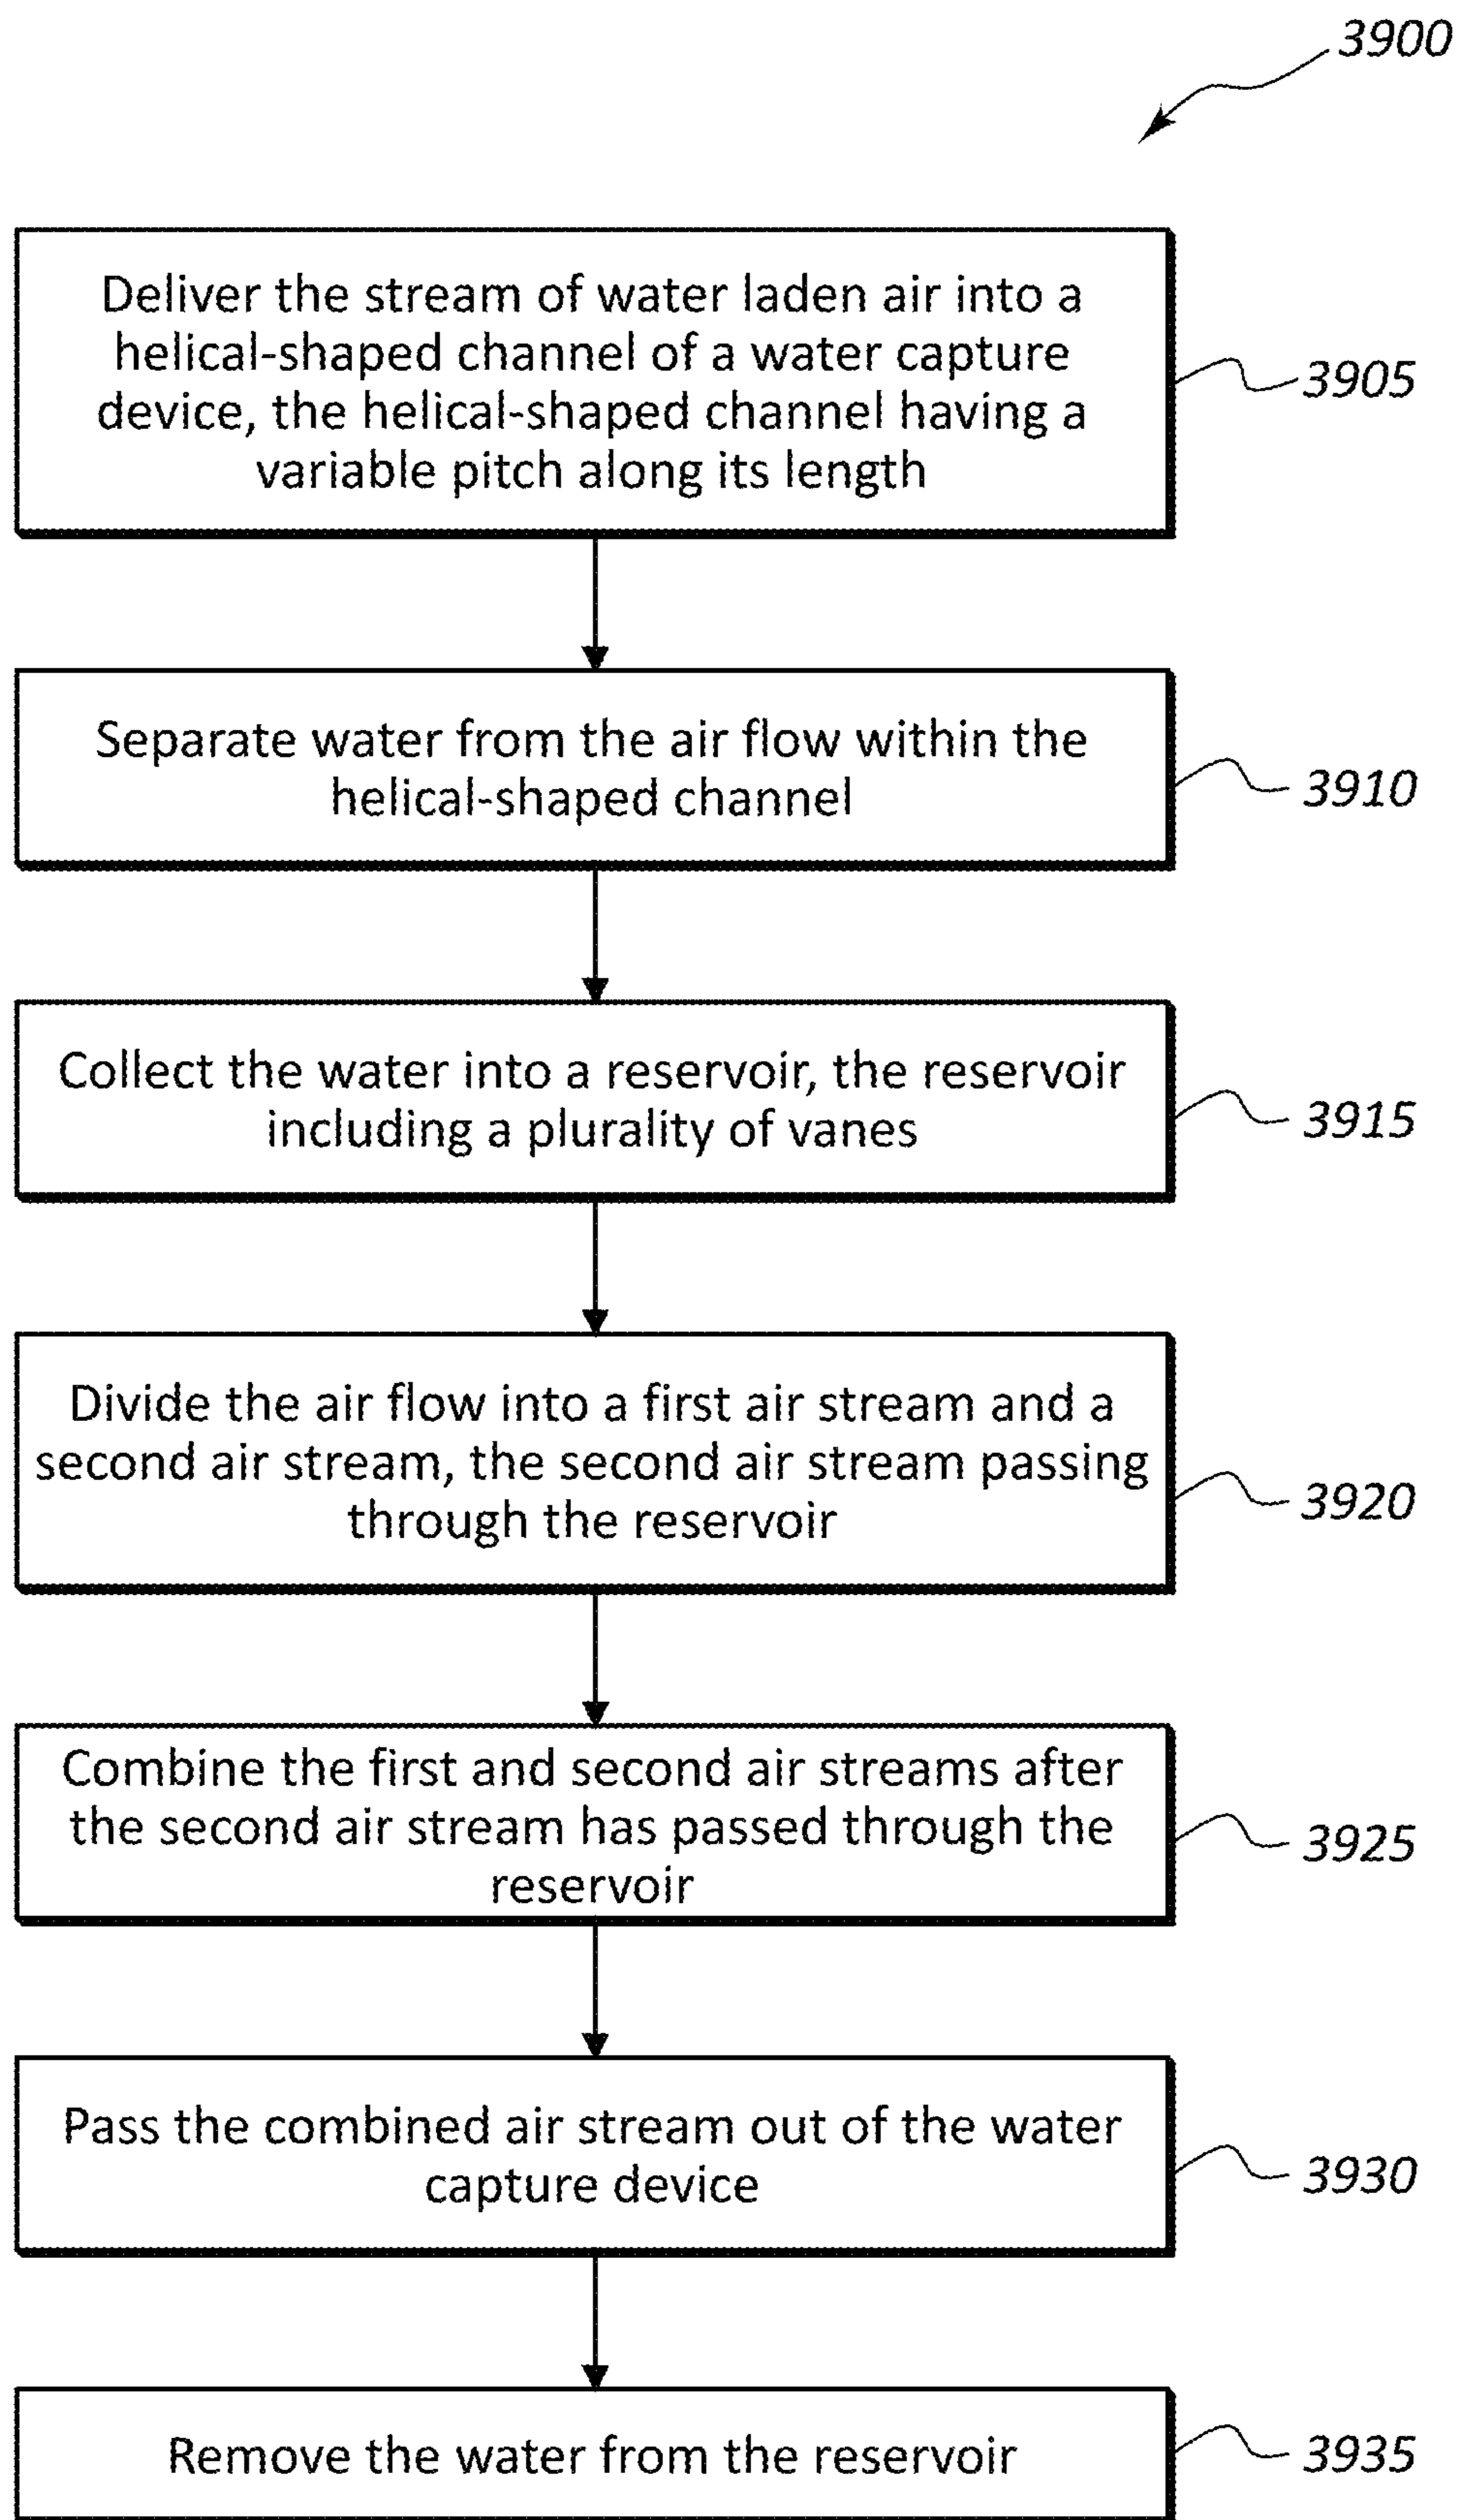 3900
Deliver the stream of water laden air into a
helical-shaped channel of a water capture
device, the helical-shaped channel having a
variable pitch along its length
3905
Separate water from the air flow within the
helical-shaped channel
3910
Collect the water into a reservoir, the reservoir
including a plurality of vanes
3915
Divide the air flow into a first air stream and a
second air stream, the second air stream passing
through the reservoir
3920
Combine the first and second air streams after
the second air stream has passed through the
reservoir
3925
Pass the combined air stream out of the water
capture device
3930
Remove the water from the reservoir
3935